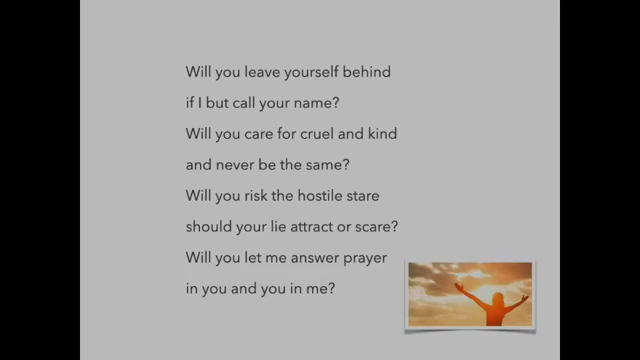 Will you leave yourself behind
if I but call your name?
Will you care for cruel and kind
and never be the same?
Will you risk the hostile stare
should your lie attract or scare?
Will you let me answer prayer
in you and you in me?